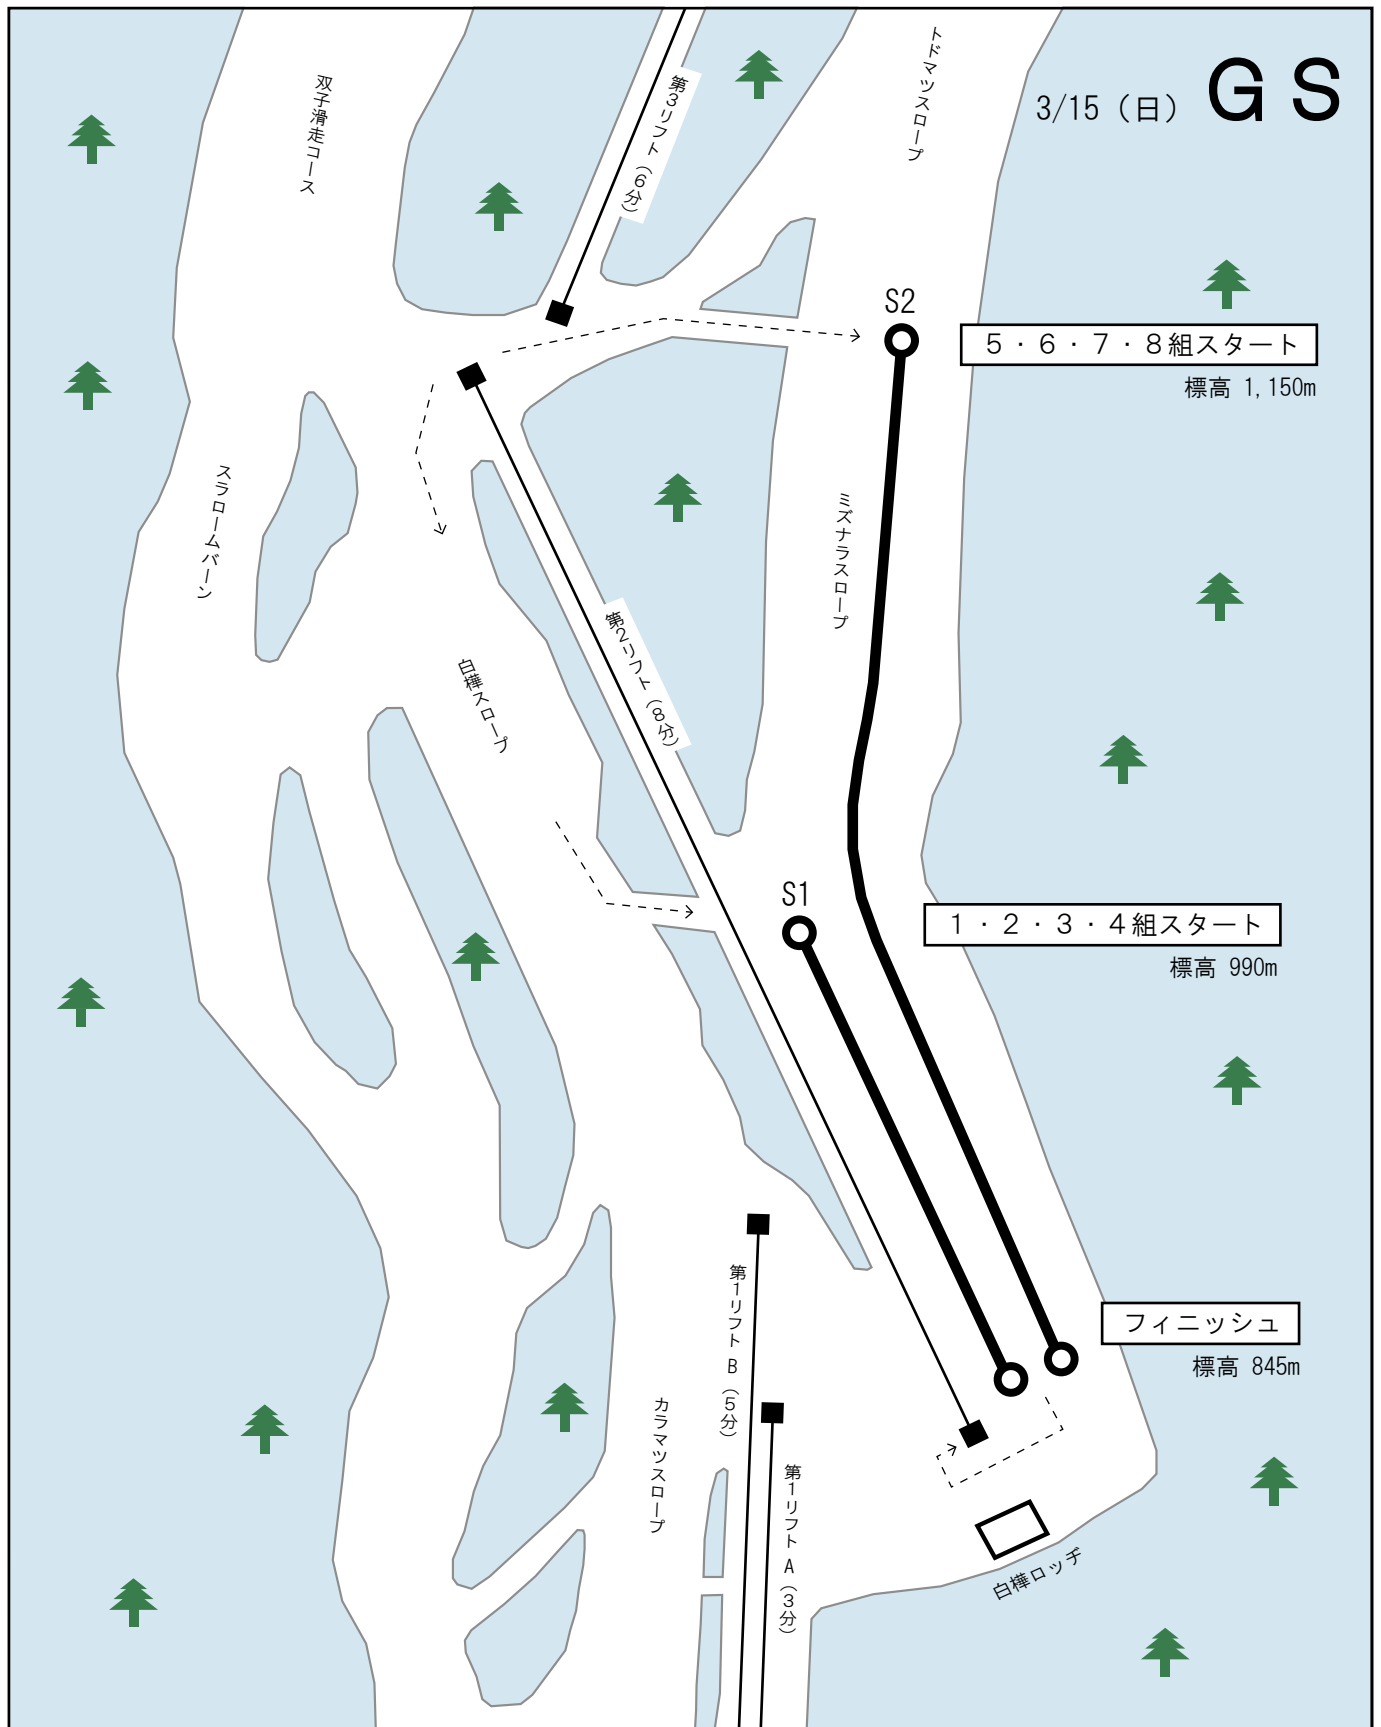 3/15（日） GS
双子滑走コース
第3リフト（6分）
トドマツスロープ
S2
5・6・7・8組スタート
標高 1,150m
スラロームバーン
ミズナラスロープ
第2リフト（8分）
白樺スロープ
S1
1・2・3・4組スタート
標高 990m
第1リフト B（5分）
フィニッシュ
標高 845m
カラマツスロープ
第1リフト A（3分）
白樺ロッヂ